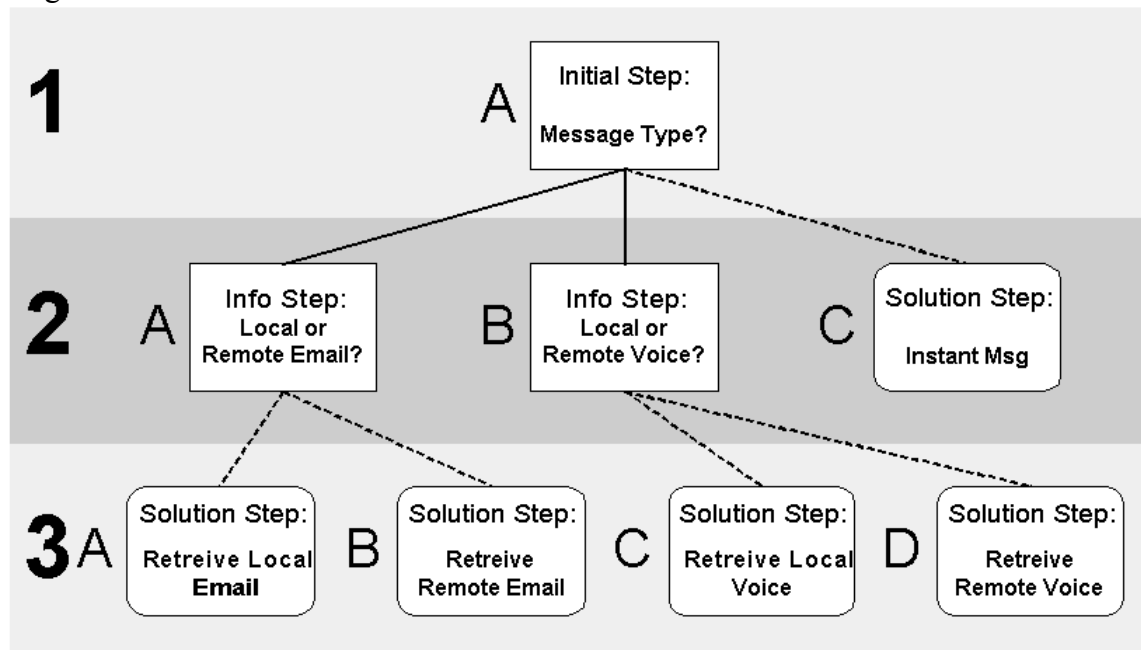 1
A
Initial Step:
Message Type?
2
A
Info Step:
Local or
Remote Email?
B
Info Step:
Local or
Remote Voice?
C
Solution Step:
Instant Msg
3
A
Solution Step:
Retreive Local
Email
B
Solution Step:
Retreive
Remote Email
C
Solution Step:
Retreive Local
Voice
D
Solution Step:
Retreive
Remote Voice